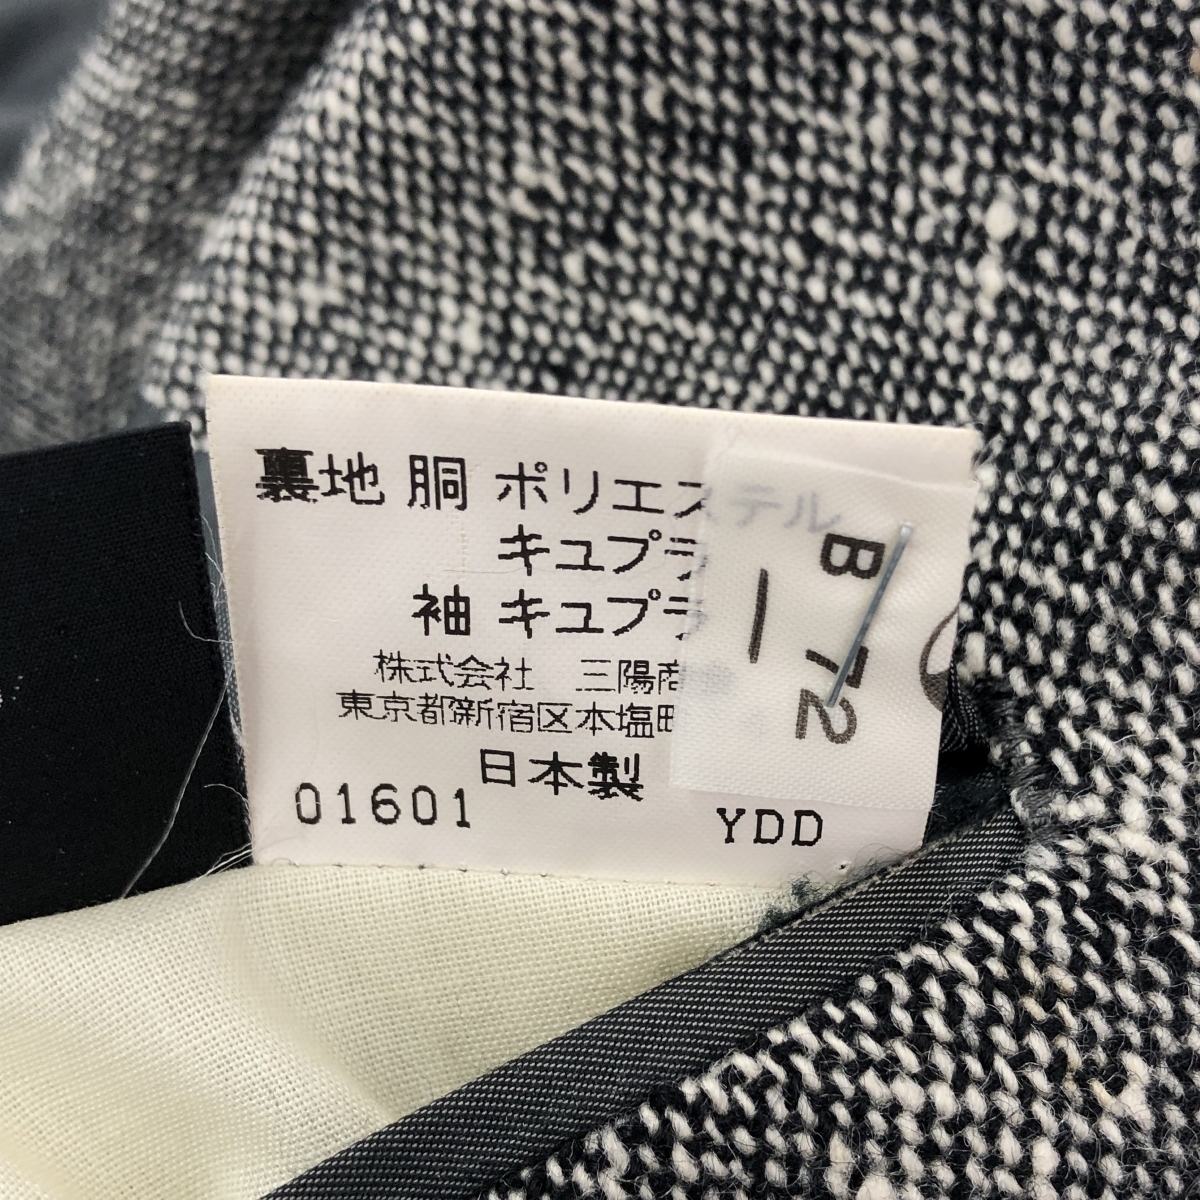 裏地 胴 ポリエステル
キュプラ
袖 キュプラ
株式会社 三陽商
東京都新宿区本塩町
日本製
01601 YDD
B-72